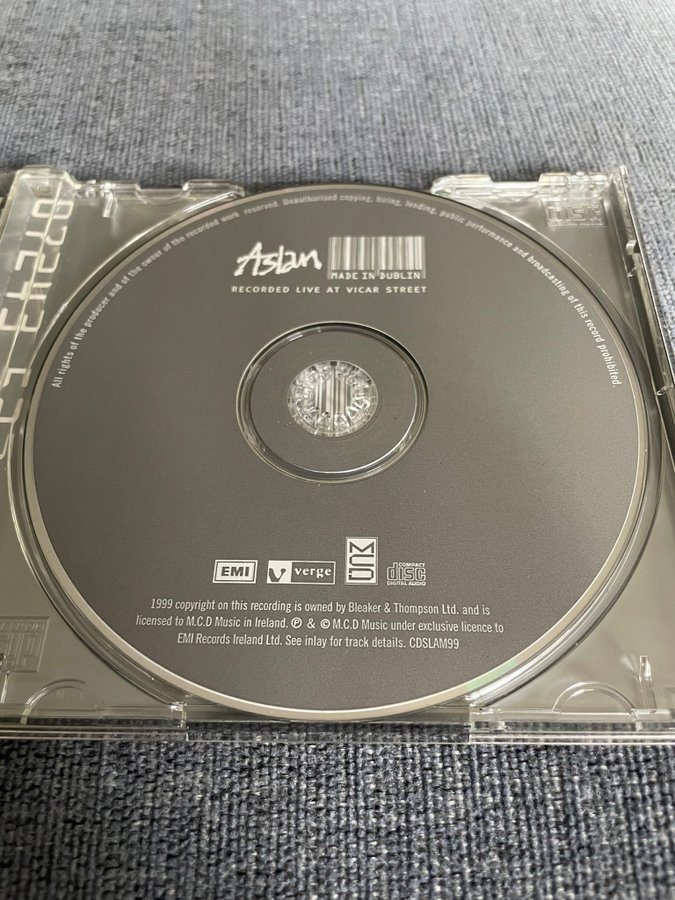 All rights of the producer and of the owner of the recorded work reserved. Unauthorised copying, hiring, lending, public performance and broadcasting of this record prohibited.
Aslan
MADE IN DUBLIN
RECORDED LIVE AT VICAR STREET
EMI
V verge
MCD
COMPACT
disc
DIGITAL AUDIO
1999 copyright on this recording is owned by Bleaker & Thompson Ltd. and is
licensed to M.C.D Music in Ireland. ℗ & © M.C.D Music under exclusive licence to
EMI Records Ireland Ltd. See inlay for track details. CDSLAM99